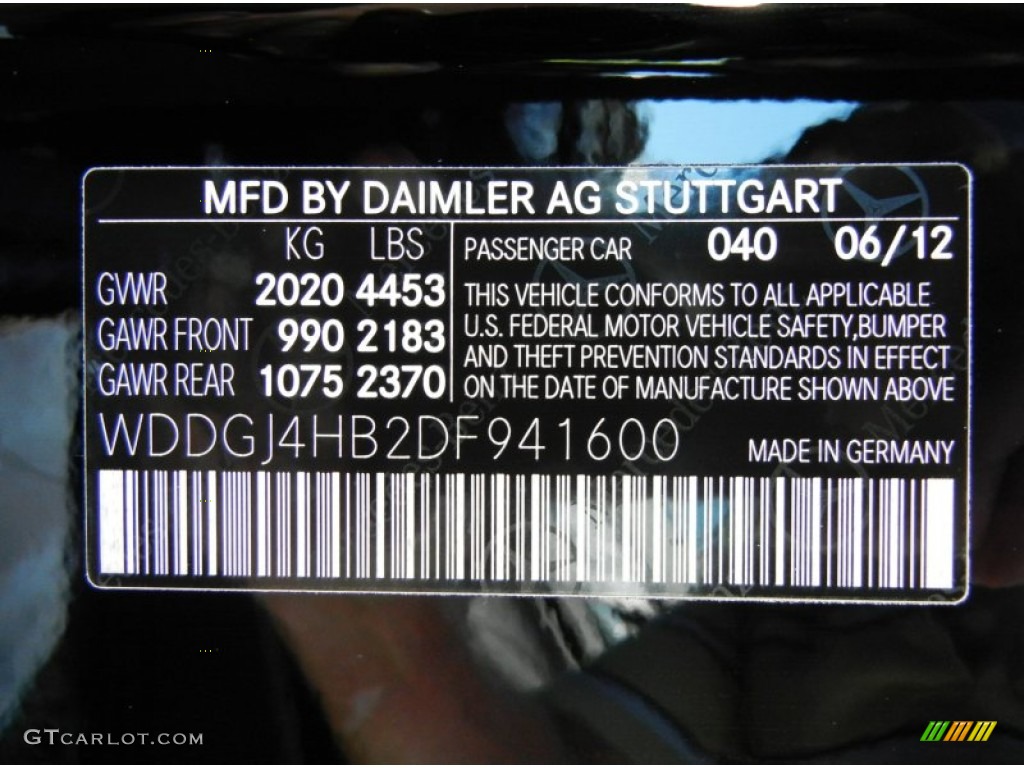 MFD BY DAIMLER AG STUTTGART
KG LBS
GVWR 2020 4453
GAWR FRONT 990 2183
GAWR REAR 1075 2370
PASSENGER CAR 040 06/12
THIS VEHICLE CONFORMS TO ALL APPLICABLE
U.S. FEDERAL MOTOR VEHICLE SAFETY,BUMPER
AND THEFT PREVENTION STANDARDS IN EFFECT
ON THE DATE OF MANUFACTURE SHOWN ABOVE
WDDGJ4HB2DF941600
MADE IN GERMANY
GTCARLOT.COM